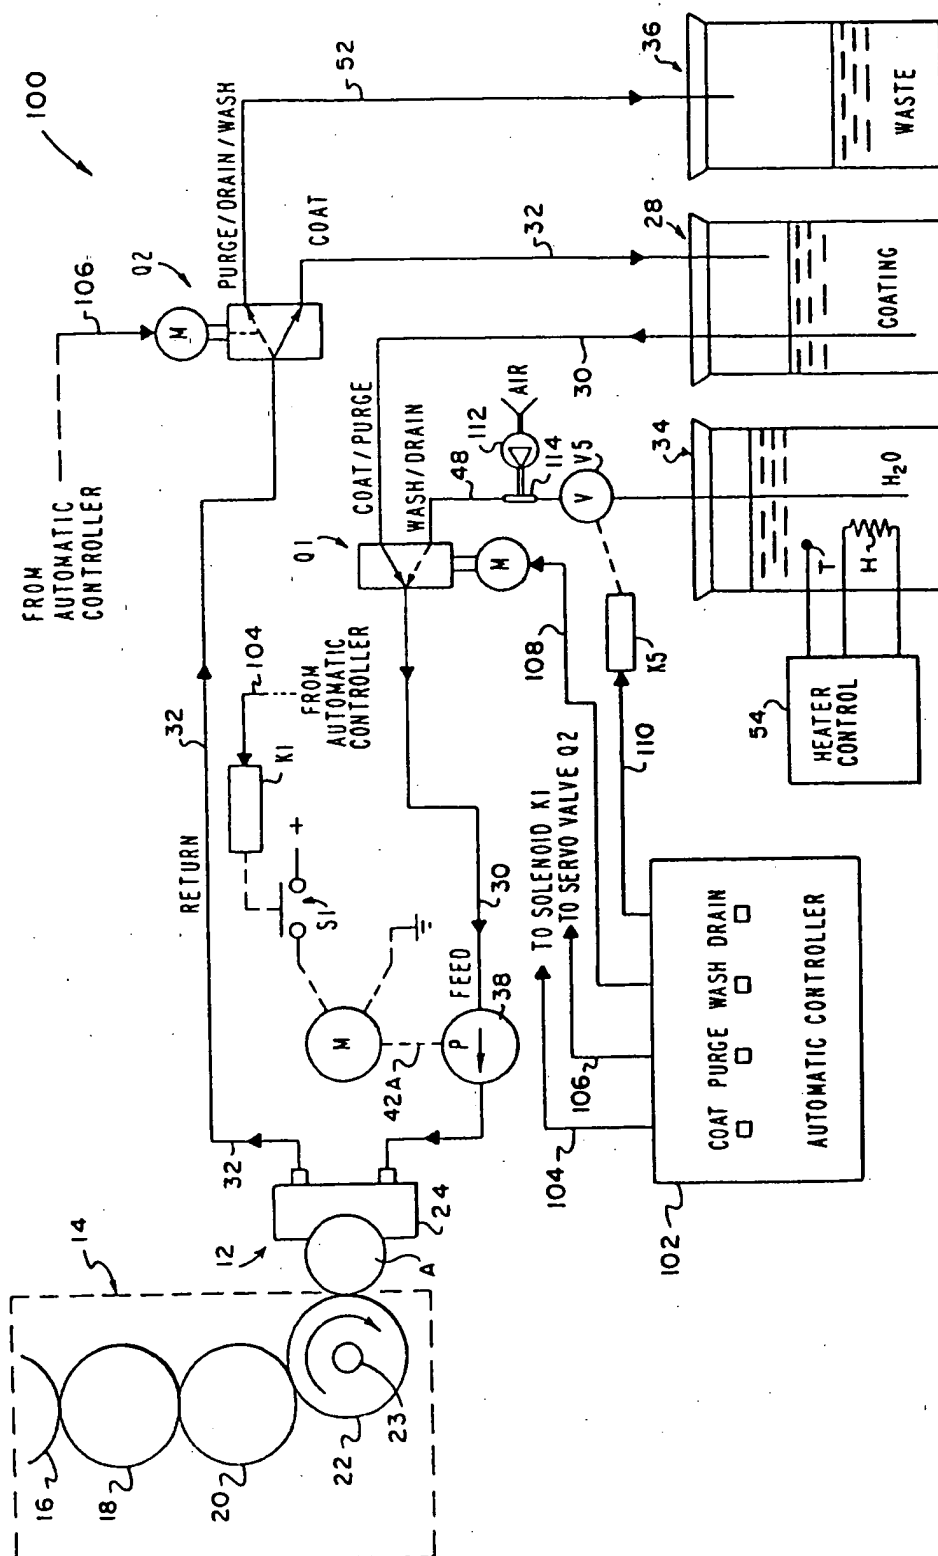 100
14
16
18
20
22
23
12
A
24
32
RETURN
32
104
K1
FROM
AUTOMATIC
CONTROLLER
S1
+
M
42A
P
38
FEED
30
FROM
AUTOMATIC
CONTROLLER
106
M
Q2
PURGE/DRAIN/WASH
52
COAT
32
Q1
COAT/PURGE
WASH/DRAIN
30
M
48
112
AIR
114
V
V5
K5
108
110
TO SOLENOID K1
TO SERVO VALVE Q2
104
106
102
COAT PURGE WASH DRAIN
AUTOMATIC CONTROLLER
54
HEATER
CONTROL
T
H
34
H2O
28
COATING
36
WASTE